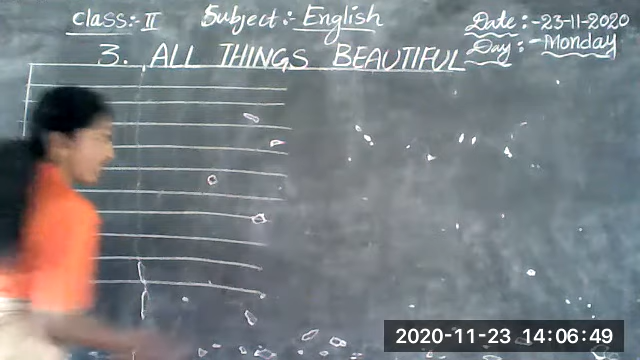 class:- II Subject:- English Date:-23-11-2020
Day:-Monday
3. ALL THINGS BEAUTIFUL
2020-11-23 14:06:49